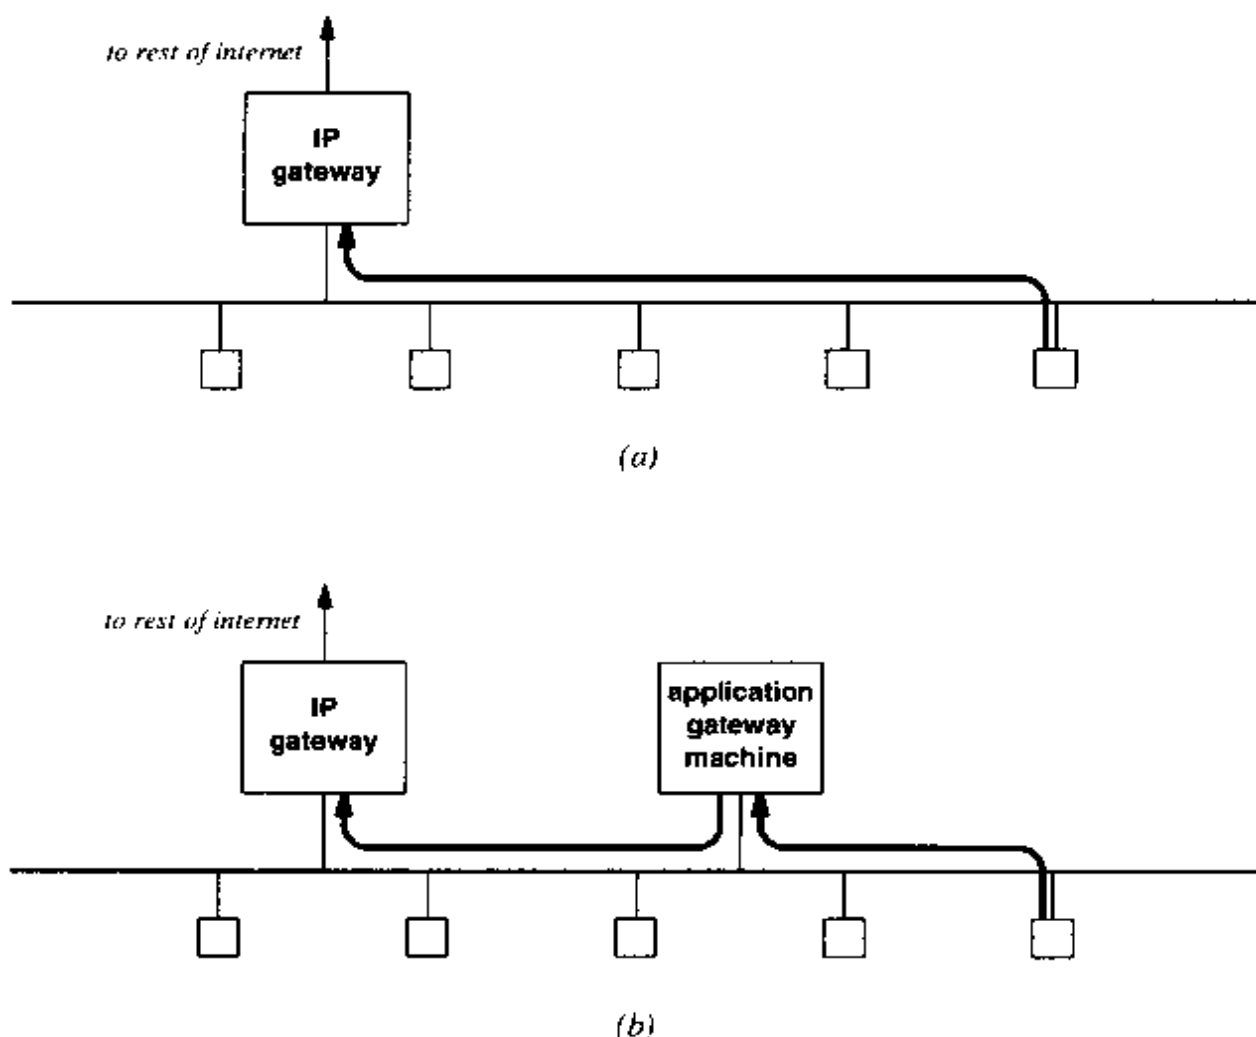 to rest of internet
IP
gateway
(a)
to rest of internet
IP
gateway
application
gateway
machine
(b)